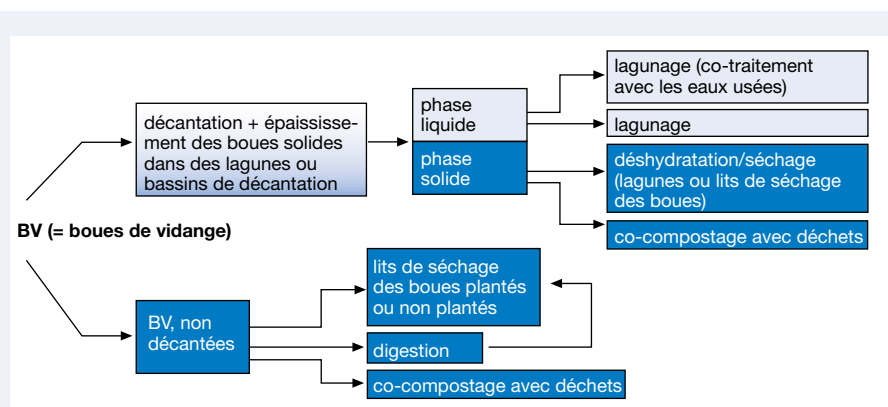 lagunage (co-traitement
avec les eaux usées)
décantation + épaississe-
ment des boues solides
dans des lagunes ou
bassins de décantation
phase
liquide
lagunage
phase
solide
déshydratation/séchage
(lagunes ou lits de séchage
des boues)
BV (= boues de vidange)
co-compostage avec déchets
lits de séchage
des boues plantés
ou non plantés
BV, non
décantées
digestion
co-compostage avec déchets